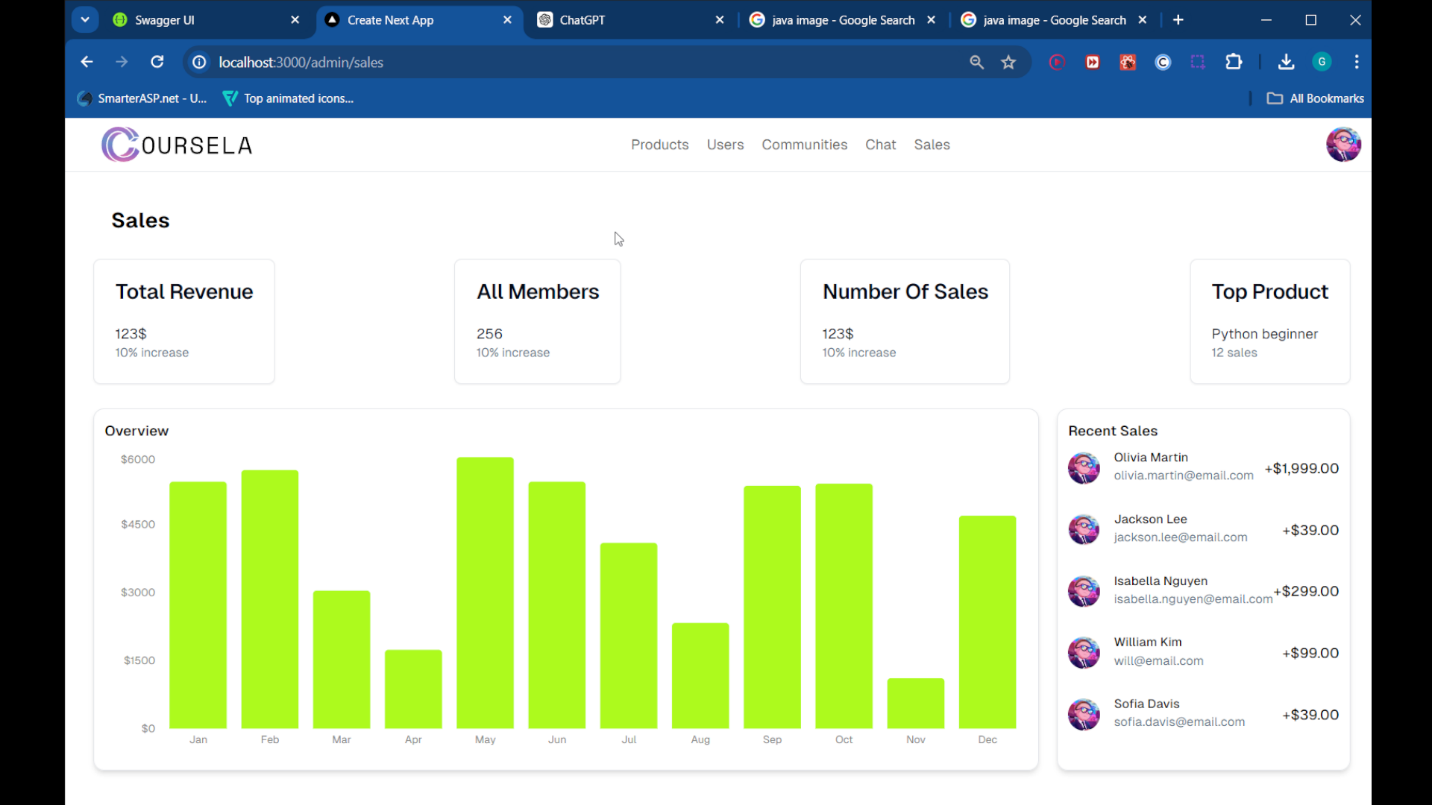 Swagger UI
Create Next App
ChatGPT
java image - Google Search
java image - Google Search
localhost:3000/admin/sales
G
SmarterASP.net - U...
Top animated icons...
All Bookmarks
COURSELA
Products
Users
Communities
Chat
Sales
Sales
Total Revenue
123$
10% increase
All Members
256
10% increase
Number Of Sales
123$
10% increase
Top Product
Python beginner
12 sales
Overview
$6000
$4500
$3000
$1500
$0
Jan Feb Mar Apr May Jun Jul Aug Sep Oct Nov Dec
Recent Sales
Olivia Martin
olivia.martin@email.com
+$1,999.00
Jackson Lee
jackson.lee@email.com
+$39.00
Isabella Nguyen
isabella.nguyen@email.com
+$299.00
William Kim
will@email.com
+$99.00
Sofia Davis
sofia.davis@email.com
+$39.00